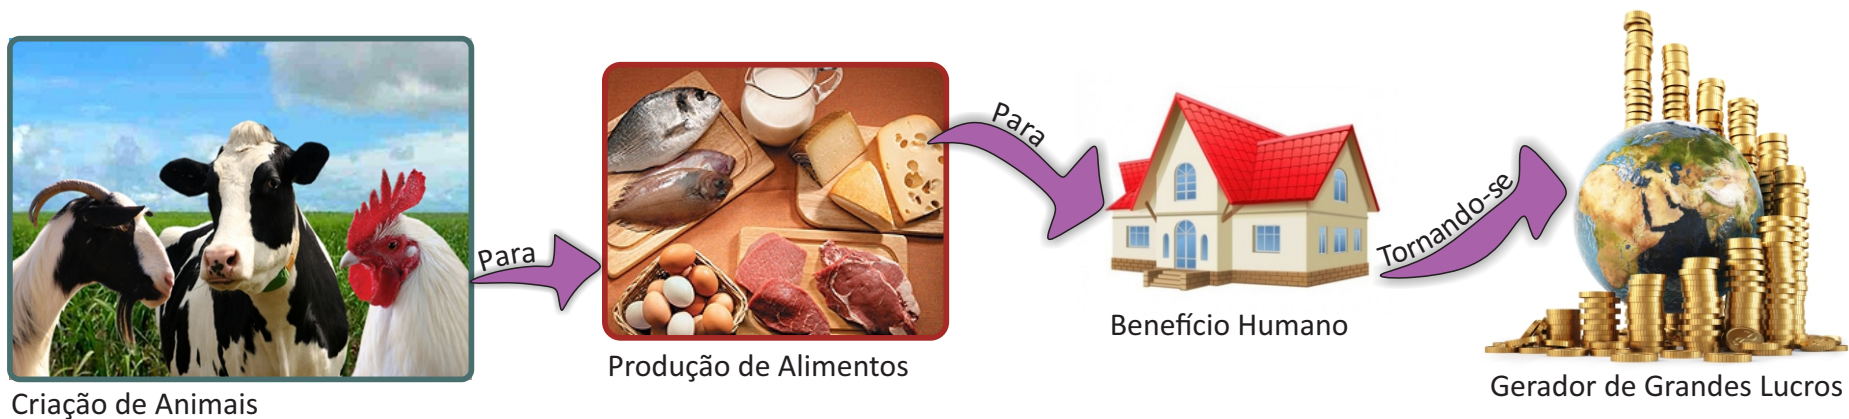 Criação de Animais
Para
Produção de Alimentos
Para
Benefício Humano
Tornando-se
Gerador de Grandes Lucros